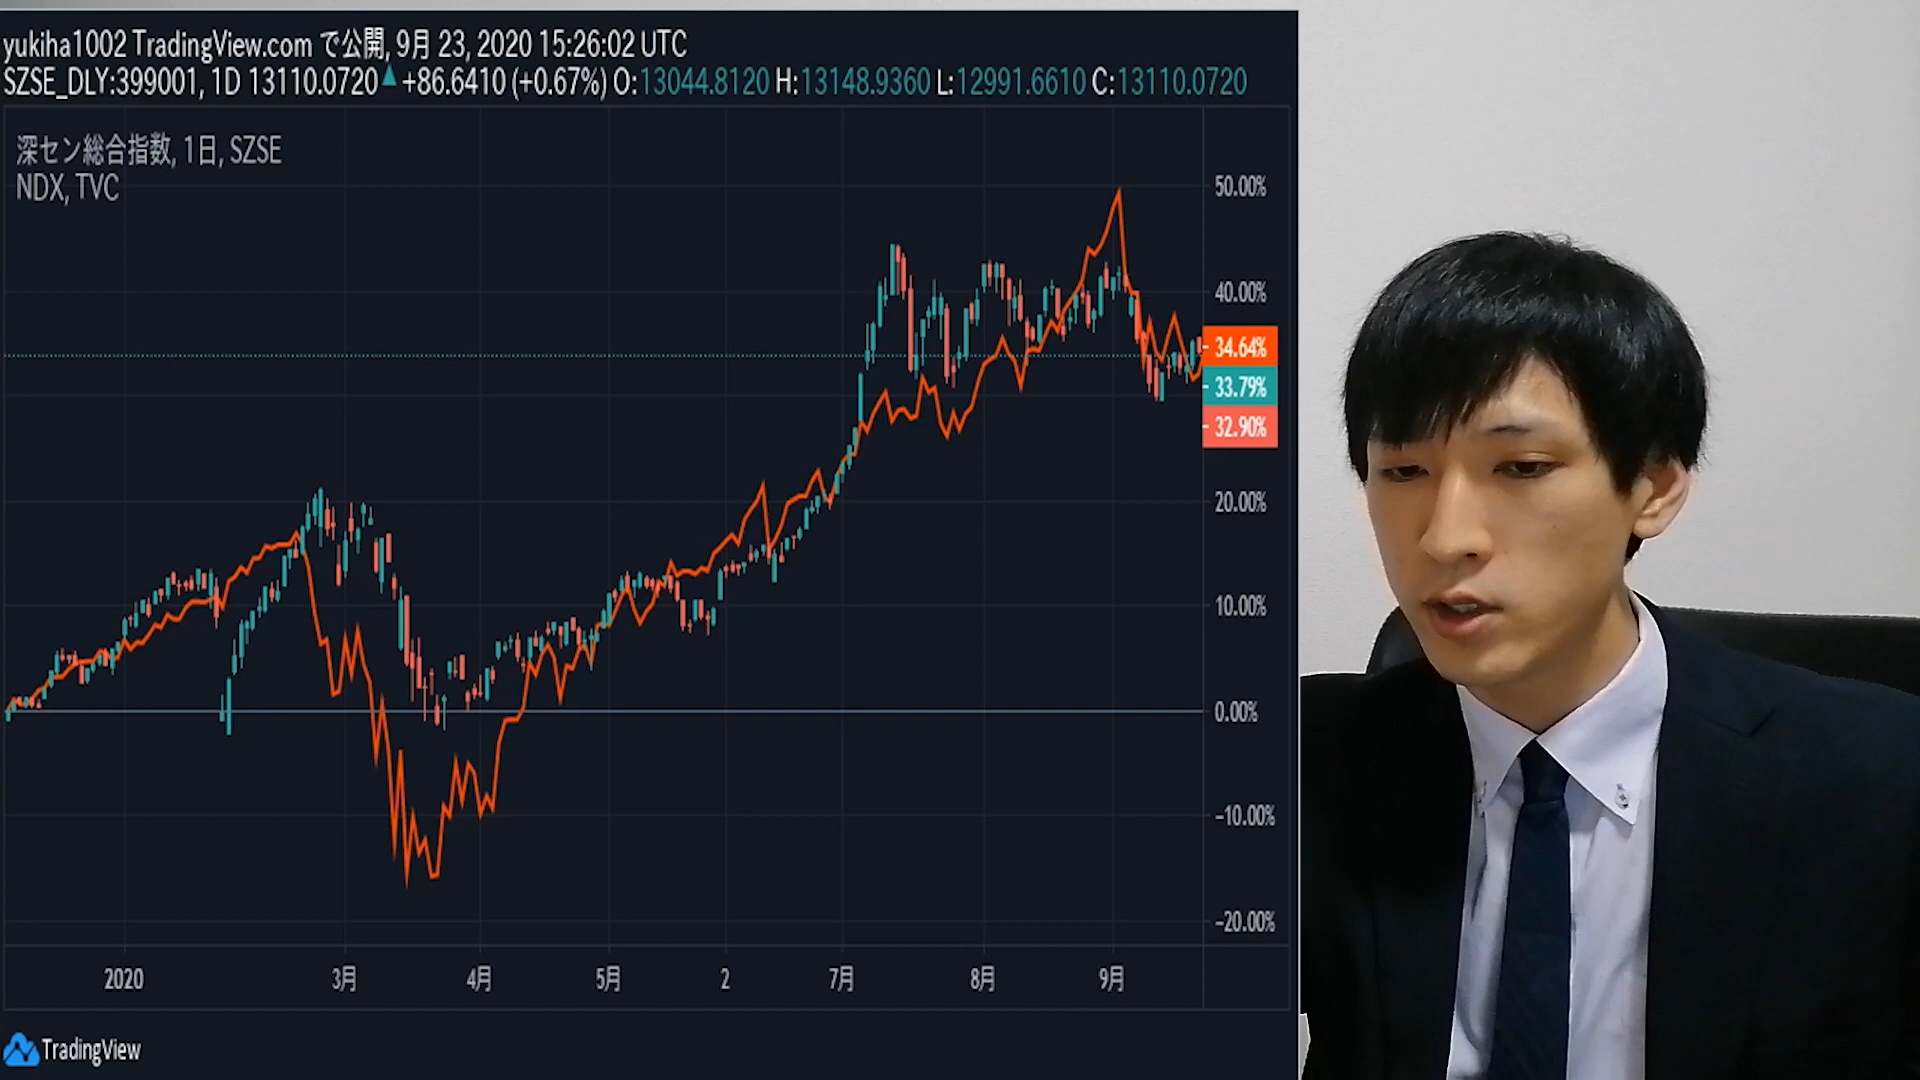 yukiha1002 TradingView.com で公開, 9月 23, 2020 15:26:02 UTC
SZSE_DLY:399001, 1D 13110.0720▲ +86.6410 (+0.67%) O:13044.8120 H:13148.9360 L:12991.6610 C:13110.0720
深セン総合指数, 1日, SZSE
NDX, TVC
50.00%
40.00%
34.64%
33.79%
32.90%
20.00%
10.00%
0.00%
−10.00%
−20.00%
2020 3月 4月 5月 2 7月 8月 9月
TradingView